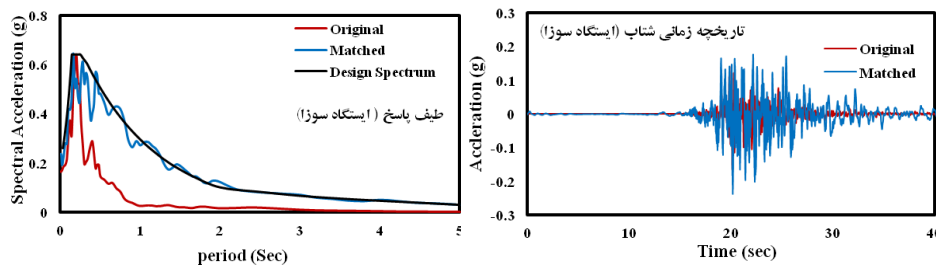 Spectral Acceleration (g)
0.8
0.6
0.4
0.2
0
Original
Matched
Design Spectrum
طیف پاسخ ( ایستگاه سوزا)
0 1 2 3 4 5
period (Sec)
Accleration (g)
0.3
0.2
0.1
0
-0.1
-0.2
-0.3
تاریخچه زمانی شتاب (ایستگاه سوزا)
Original
Matched
0 10 20 30 40
Time (sec)